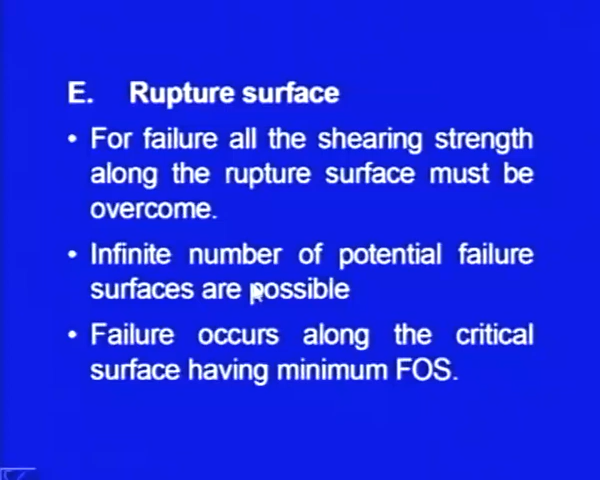 E. Rupture surface
• For failure all the shearing strength
along the rupture surface must be
overcome.
• Infinite number of potential failure
surfaces are possible
• Failure occurs along the critical
surface having minimum FOS.